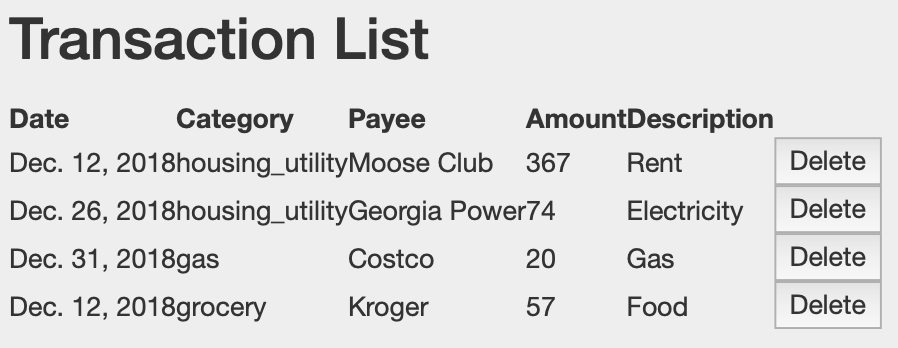 Transaction List
Date Category Payee Amount Description
Dec. 12, 2018 housing_utility Moose Club 367 Rent Delete
Dec. 26, 2018 housing_utility Georgia Power 74 Electricity Delete
Dec. 31, 2018 gas Costco 20 Gas Delete
Dec. 12, 2018 grocery Kroger 57 Food Delete